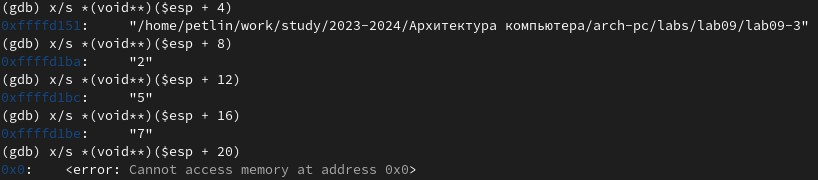 (gdb) x/s *(void**)($esp + 4)
0xffffd151:     "/home/petlin/work/study/2023-2024/Архитектура компьютера/arch-pc/labs/lab09/lab09-3"
(gdb) x/s *(void**)($esp + 8)
0xffffd1ba:     "2"
(gdb) x/s *(void**)($esp + 12)
0xffffd1bc:     "5"
(gdb) x/s *(void**)($esp + 16)
0xffffd1be:     "7"
(gdb) x/s *(void**)($esp + 20)
0x0:    <error: Cannot access memory at address 0x0>